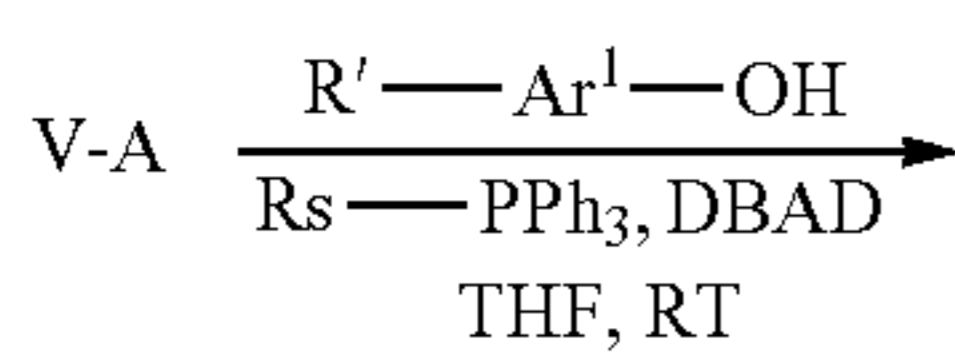 R′—Ar¹—OH
V-A
Rs—PPh₃, DBAD
THF, RT